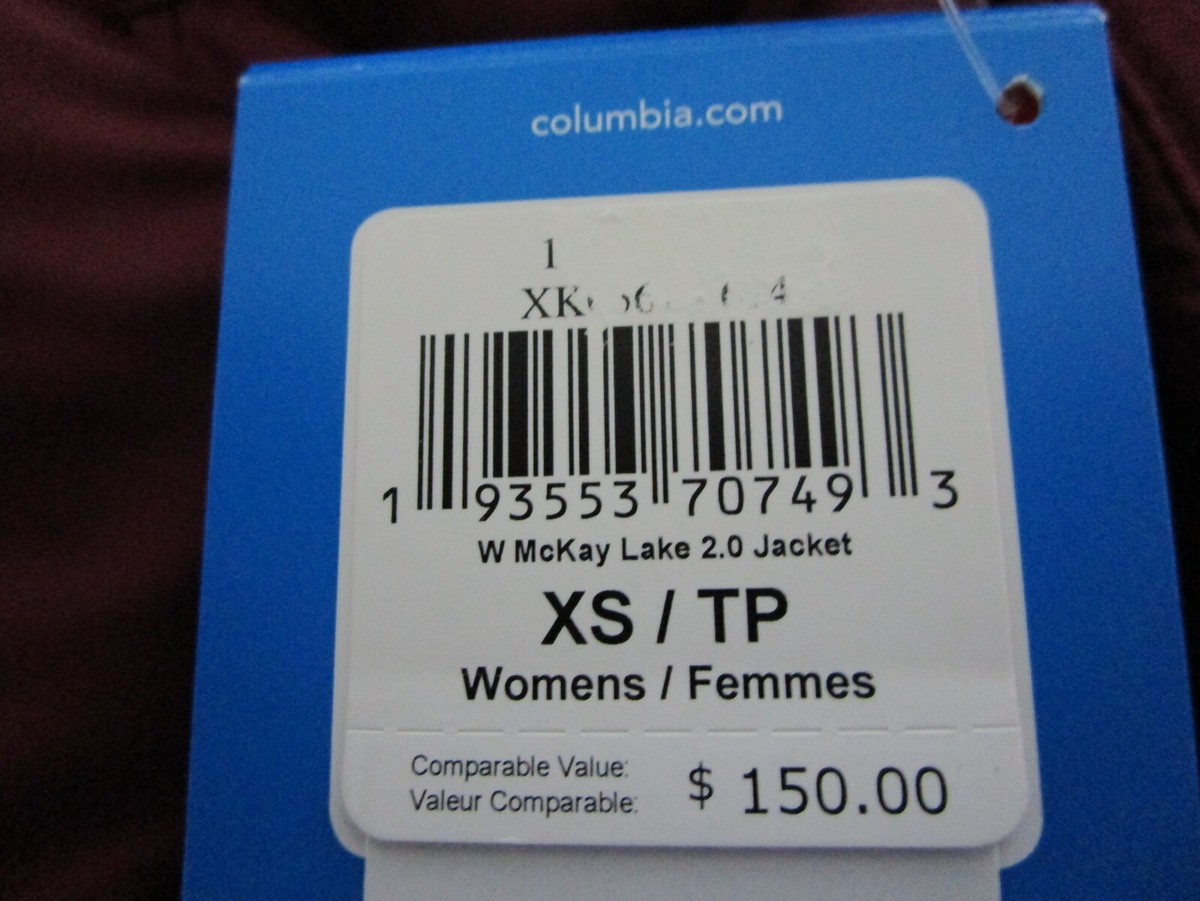 columbia.com
1
1 93553 70749 3
W McKay Lake 2.0 Jacket
XS / TP
Womens / Femmes
Comparable Value:
Valeur Comparable:
$ 150.00